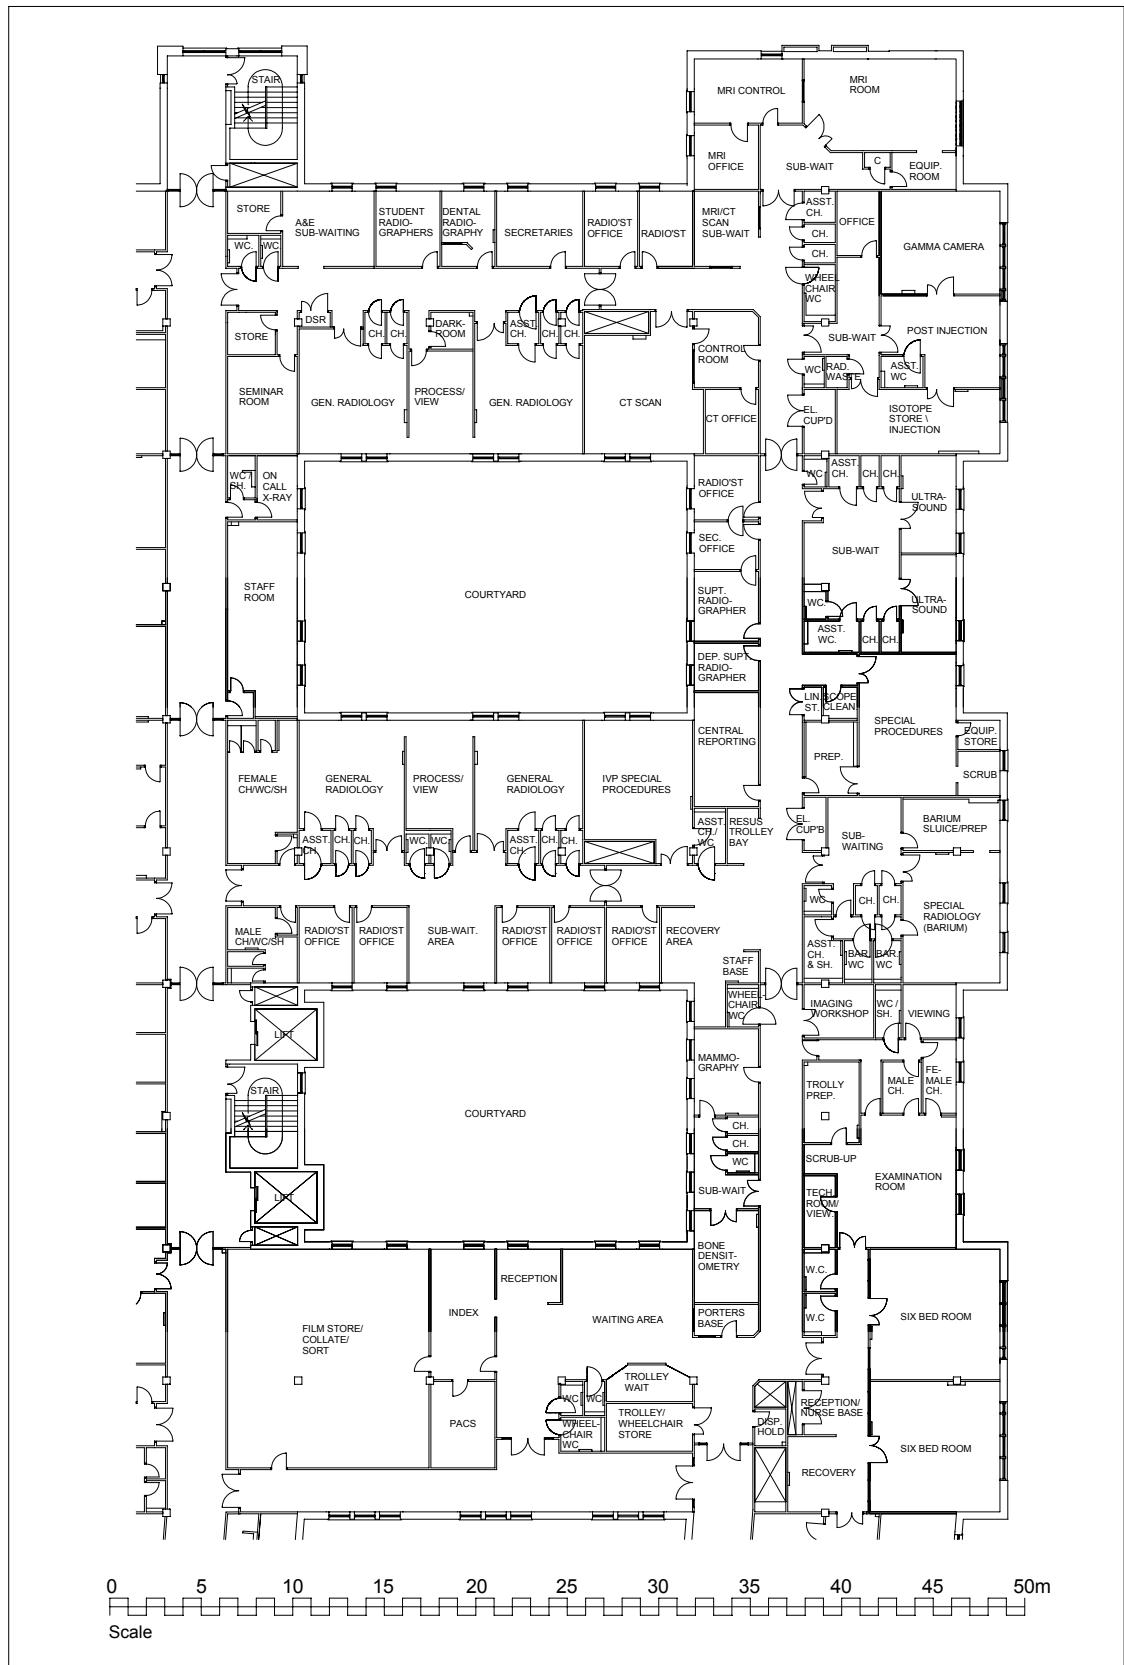 STAIR
MRI CONTROL
MRI
ROOM
MRI
OFFICE
SUB-WAIT
C
EQUIP.
ROOM
STORE
A&E
SUB-WAITING
STUDENT
RADIO-
GRAPHERS
DENTAL
RADIO-
GRAPHY
SECRETARIES
RADIO'ST
OFFICE
RADIO'ST
MRI/CT
SCAN
SUB-WAIT
ASST.
CH.
OFFICE
CH.
CH.
GAMMA CAMERA
WC.
WC.
WHEEL
CHAIR
WC
DSR
CH.
CH.
DARK-
ROOM
ASST.
CH.
CH.
CH.
STORE
CONTROL
ROOM
SUB-WAIT
POST INJECTION
WC
RAD.
WASTE
ASST.
WC
SEMINAR
ROOM
GEN. RADIOLOGY
PROCESS/
VIEW
GEN. RADIOLOGY
CT SCAN
CT OFFICE
EL.
CUP'D
ISOTOPE
STORE \
INJECTION
WC /
SH.
ON
CALL
X-RAY
RADIO'ST
OFFICE
WC
ASST.
CH.
CH.
CH.
ULTRA-
SOUND
SEC.
OFFICE
SUB-WAIT
STAFF
ROOM
COURTYARD
SUPT.
RADIO-
GRAPHER
WC.
ULTRA-
SOUND
ASST.
WC.
CH.
CH.
DEP. SUPT.
RADIO-
GRAPHER
LIN.
ST.
SCOPE
CLEAN
SPECIAL
PROCEDURES
CENTRAL
REPORTING
EQUIP.
STORE
PREP.
SCRUB
FEMALE
CH/WC/SH
GENERAL
RADIOLOGY
PROCESS/
VIEW
GENERAL
RADIOLOGY
IVP SPECIAL
PROCEDURES
ASST.
CH.
CH.
CH.
WC.
WC.
ASST.
CH.
CH.
CH.
ASST.
CH./
WC
RESUS
TROLLEY
BAY
EL.
CUP'B
SUB-
WAITING
BARIUM
SLUICE/PREP
WC
CH.
CH.
SPECIAL
RADIOLOGY
(BARIUM)
MALE
CH/WC/SH
RADIO'ST
OFFICE
RADIO'ST
OFFICE
SUB-WAIT.
AREA
RADIO'ST
OFFICE
RADIO'ST
OFFICE
RADIO'ST
OFFICE
RECOVERY
AREA
ASST.
CH.
& SH.
BAR.
WC
BAR.
WC
STAFF
BASE
WHEEL-
CHAIR
WC
IMAGING
WORKSHOP
WC /
SH.
VIEWING
LIFT
MAMMO-
GRAPHY
STAIR
TROLLY
PREP.
MALE
CH.
FE-
MALE
CH.
COURTYARD
CH.
CH.
WC
SCRUB-UP
EXAMINATION
ROOM
LIFT
SUB-WAIT
TECH.
ROOM/
VIEW.
BONE
DENSIT-
OMETRY
RECEPTION
W.C.
INDEX
WAITING AREA
PORTERS
BASE
W.C
SIX BED ROOM
FILM STORE/
COLLATE/
SORT
TROLLEY
WAIT
WC
WC
PACS
WHEEL-
CHAIR
WC
TROLLEY/
WHEELCHAIR
STORE
DISP.
HOLD
RECEPTION/
NURSE BASE
SIX BED ROOM
RECOVERY
0 5 10 15 20 25 30 35 40 45 50m
Scale